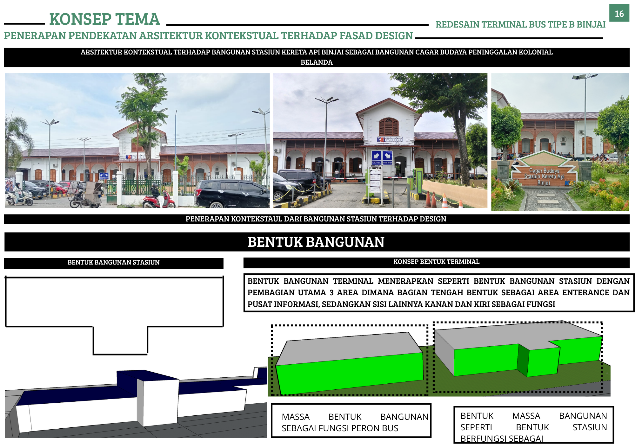 KONSEP TEMA
16
REDESAIN TERMINAL BUS TIPE B BINJAI
PENERAPAN PENDEKATAN ARSITEKTUR KONTEKSTUAL TERHADAP FASAD DESIGN
ARSITEKTUR KONTEKSTUAL TERHADAP BANGUNAN STASIUN KERETA API BINJAI SEBAGAI BANGUNAN CAGAR BUDAYA PENINGGALAN KOLONIAL
BELANDA
PENERAPAN KONTEKSTAUL DARI BANGUNAN STASIUN TERHADAP DESIGN
BENTUK BANGUNAN
BENTUK BANGUNAN STASIUN
KONSEP BENTUK TERMINAL
BENTUK BANGUNAN TERMINAL MENERAPKAN SEPERTI BENTUK BANGUNAN STASIUN DENGAN
PEMBAGIAN UTAMA 3 AREA DIMANA BAGIAN TENGAH BENTUK SEBAGAI AREA ENTERANCE DAN
PUSAT INFORMASI, SEDANGKAN SISI LAINNYA KANAN DAN KIRI SEBAGAI FUNGSI
MASSA BENTUK BANGUNAN
SEBAGAI FUNGSI PERON BUS
BENTUK MASSA BANGUNAN
SEPERTI BENTUK STASIUN
BERFUNGSI SEBAGAI